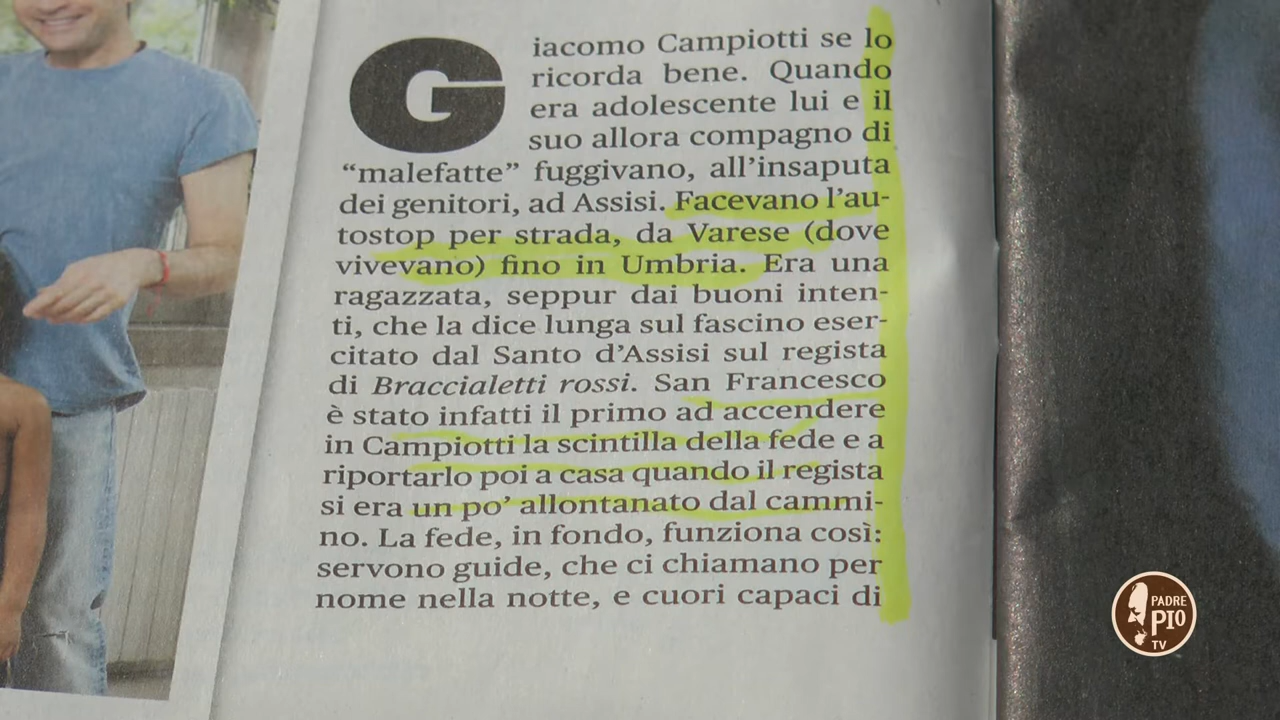 Giacomo Campiotti se lo
ricorda bene. Quando
era adolescente lui e il
suo allora compagno di
“malefatte” fuggivano, all’insaputa
dei genitori, ad Assisi. Facevano l’au-
tostop per strada, da Varese (dove
vivevano) fino in Umbria. Era una
ragazzata, seppur dai buoni inten-
ti, che la dice lunga sul fascino eser-
citato dal Santo d’Assisi sul regista
di Braccialetti rossi. San Francesco
è stato infatti il primo ad accendere
in Campiotti la scintilla della fede e a
riportarlo poi a casa quando il regista
si era un po’ allontanato dal cammi-
no. La fede, in fondo, funziona così:
servono guide, che ci chiamano per
nome nella notte, e cuori capaci di
PADRE
PIO
TV